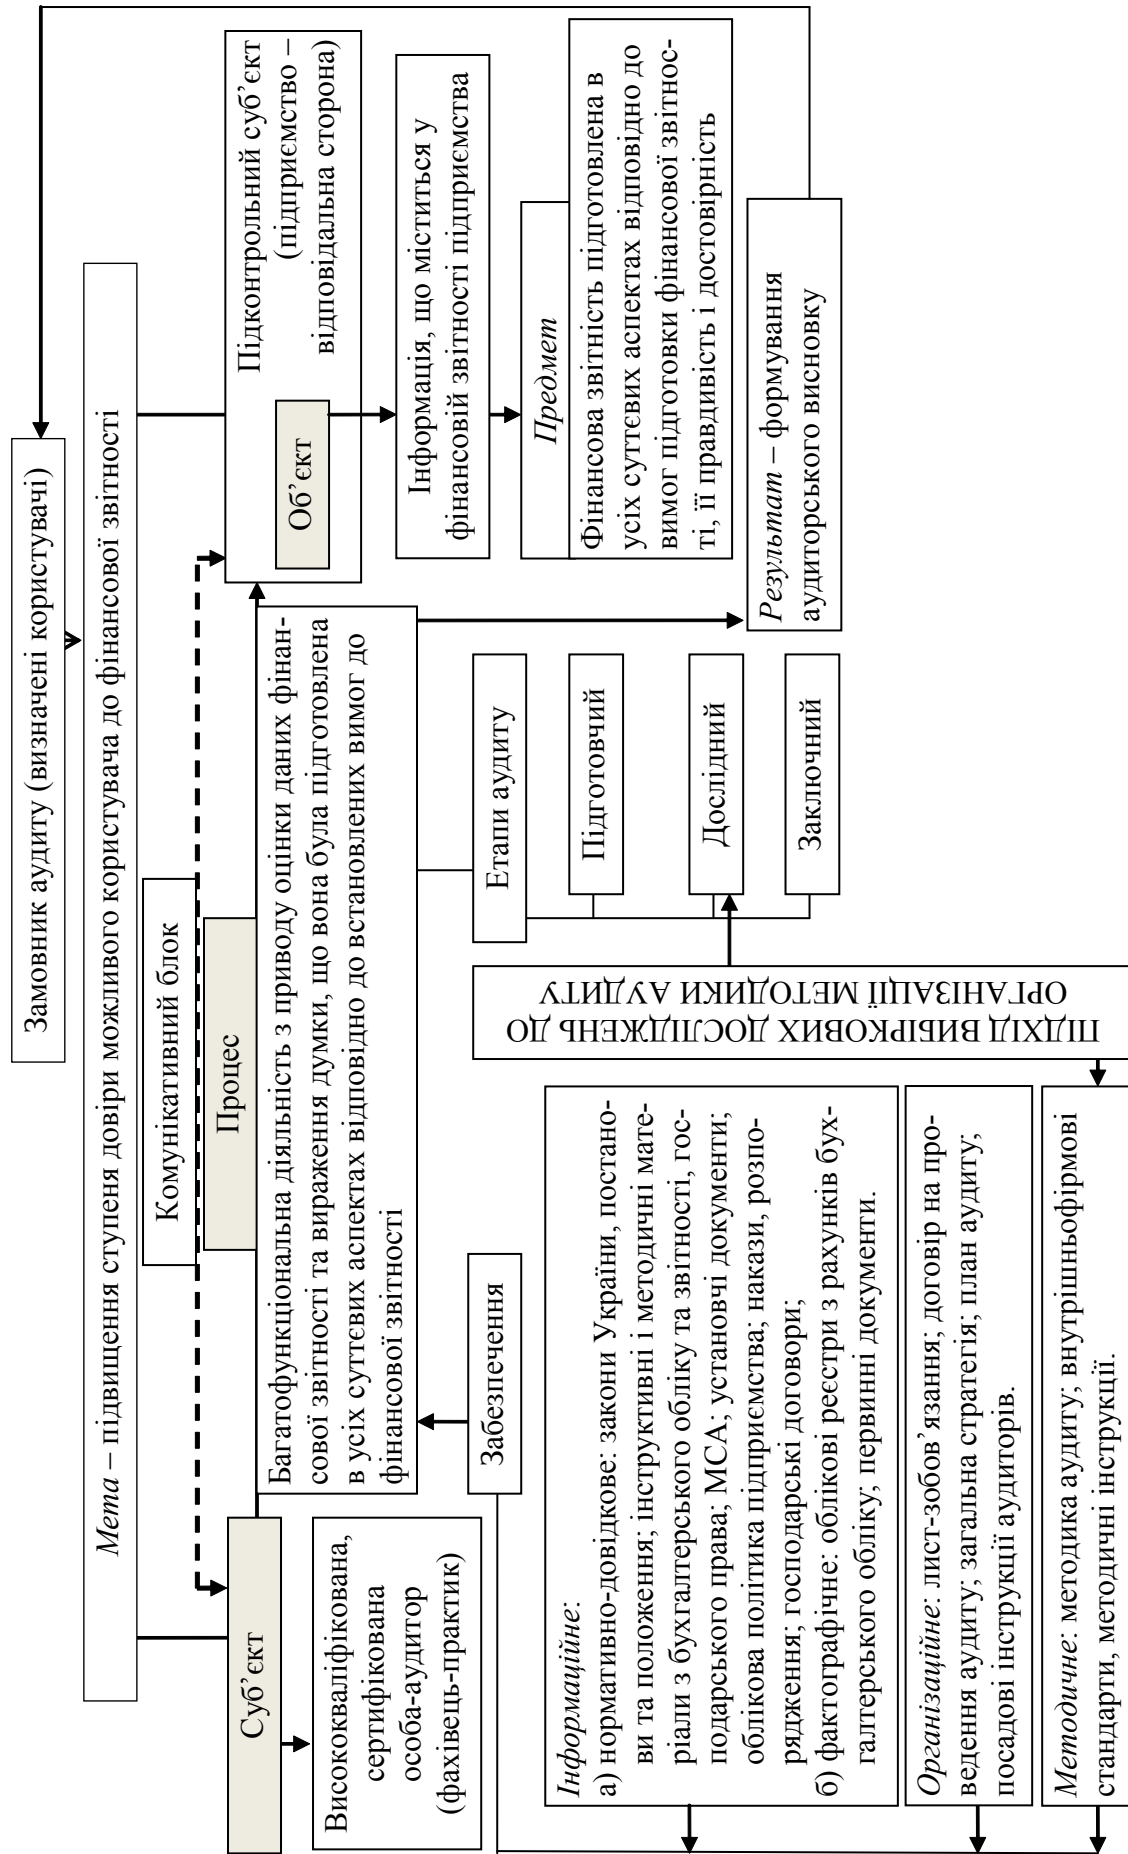 Замовник аудиту (визначені користувачі)
Мета – підвищення ступеня довіри можливого користувача до фінансової звітності
Комунікативний блок
Суб’єкт
Висококваліфікована,
сертифікована
особа-аудитор
(фахівець-практик)
Процес
Багатофункціональна діяльність з приводу оцінки даних фінан-
сової звітності та вираження думки, що вона була підготовлена
в усіх суттєвих аспектах відповідно до встановлених вимог до
фінансової звітності
Підконтрольний суб’єкт
(підприємство –
відповідальна сторона)
Об’єкт
Інформація, що міститься у
фінансовій звітності підприємства
Предмет
Фінансова звітність підготовлена в
усіх суттєвих аспектах відповідно до
вимог підготовки фінансової звітнос-
ті, її правдивість і достовірність
Результат – формування
аудиторського висновку
Забезпечення
Етапи аудиту
Підготовчий
Дослідний
Заключний
Інформаційне:
а) нормативно-довідкове: закони України, постано-
ви та положення; інструктивні і методичні мате-
ріали з бухгалтерського обліку та звітності, гос-
подарського права; МСА; установчі документи;
облікова політика підприємства; накази, розпо-
рядження; господарські договори;
б) фактографічне: облікові реєстри з рахунків бух-
галтерського обліку; первинні документи.
Організаційне: лист-зобов’язання; договір на про-
ведення аудиту; загальна стратегія; план аудиту;
посадові інструкції аудиторів.
Методичне: методика аудиту; внутрішньофірмові
стандарти, методичні інструкції.
ПІДХІД ВИБІРКОВИХ ДОСЛІДЖЕНЬ ДО
ОРГАНІЗАЦІЇ МЕТОДИКИ АУДИТУ